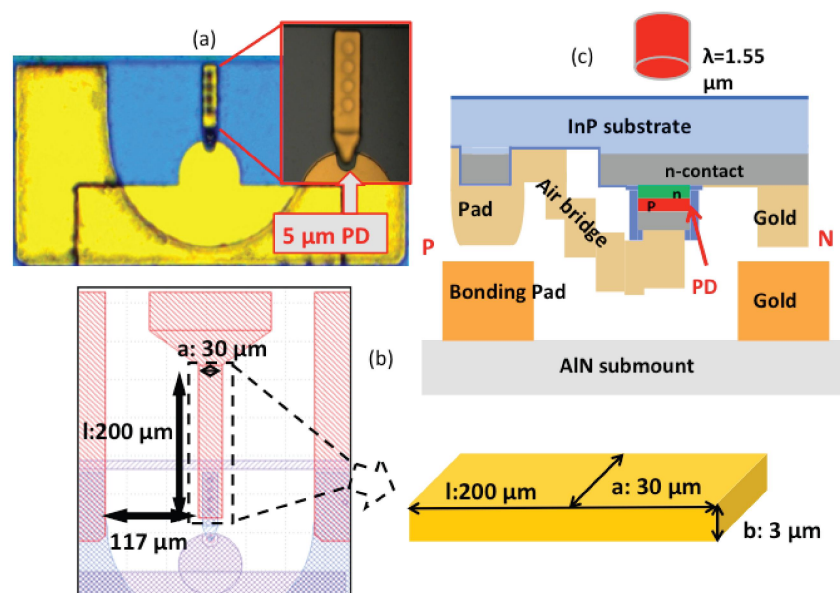 (a)
5 μm PD
(b)
a: 30 μm
l:200 μm
117 μm
(c)
λ=1.55
μm
InP substrate
n-contact
n
P
Pad
Air bridge
Gold
P
N
PD
Bonding Pad
Gold
AlN submount
l:200 μm
a: 30 μm
b: 3 μm